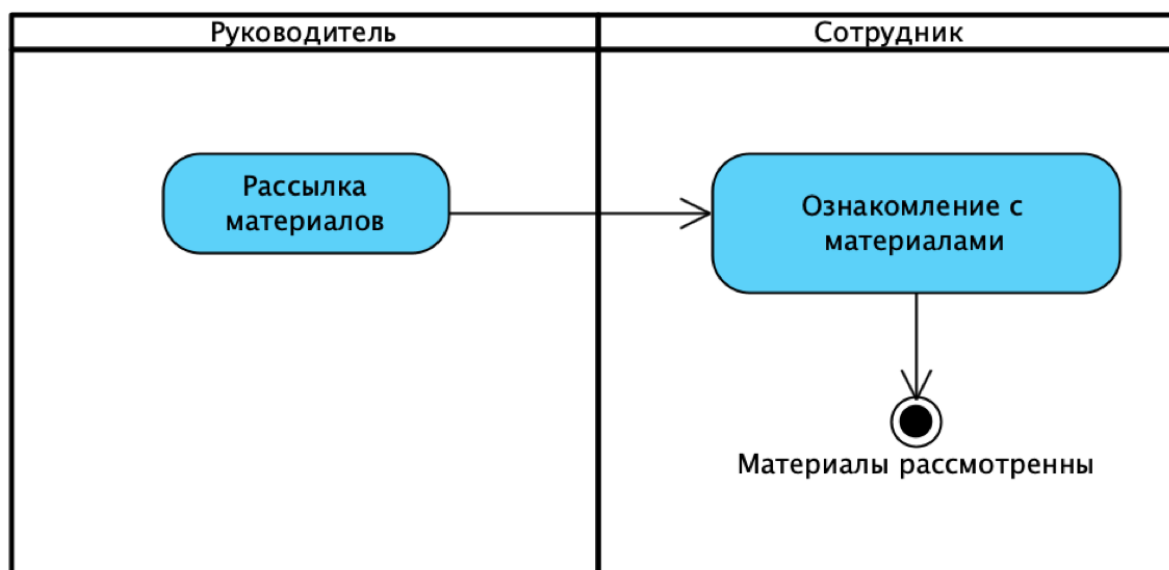 Руководитель
Сотрудник
Рассылка
материалов
Ознакомление с
материалами
Материалы рассмотренны